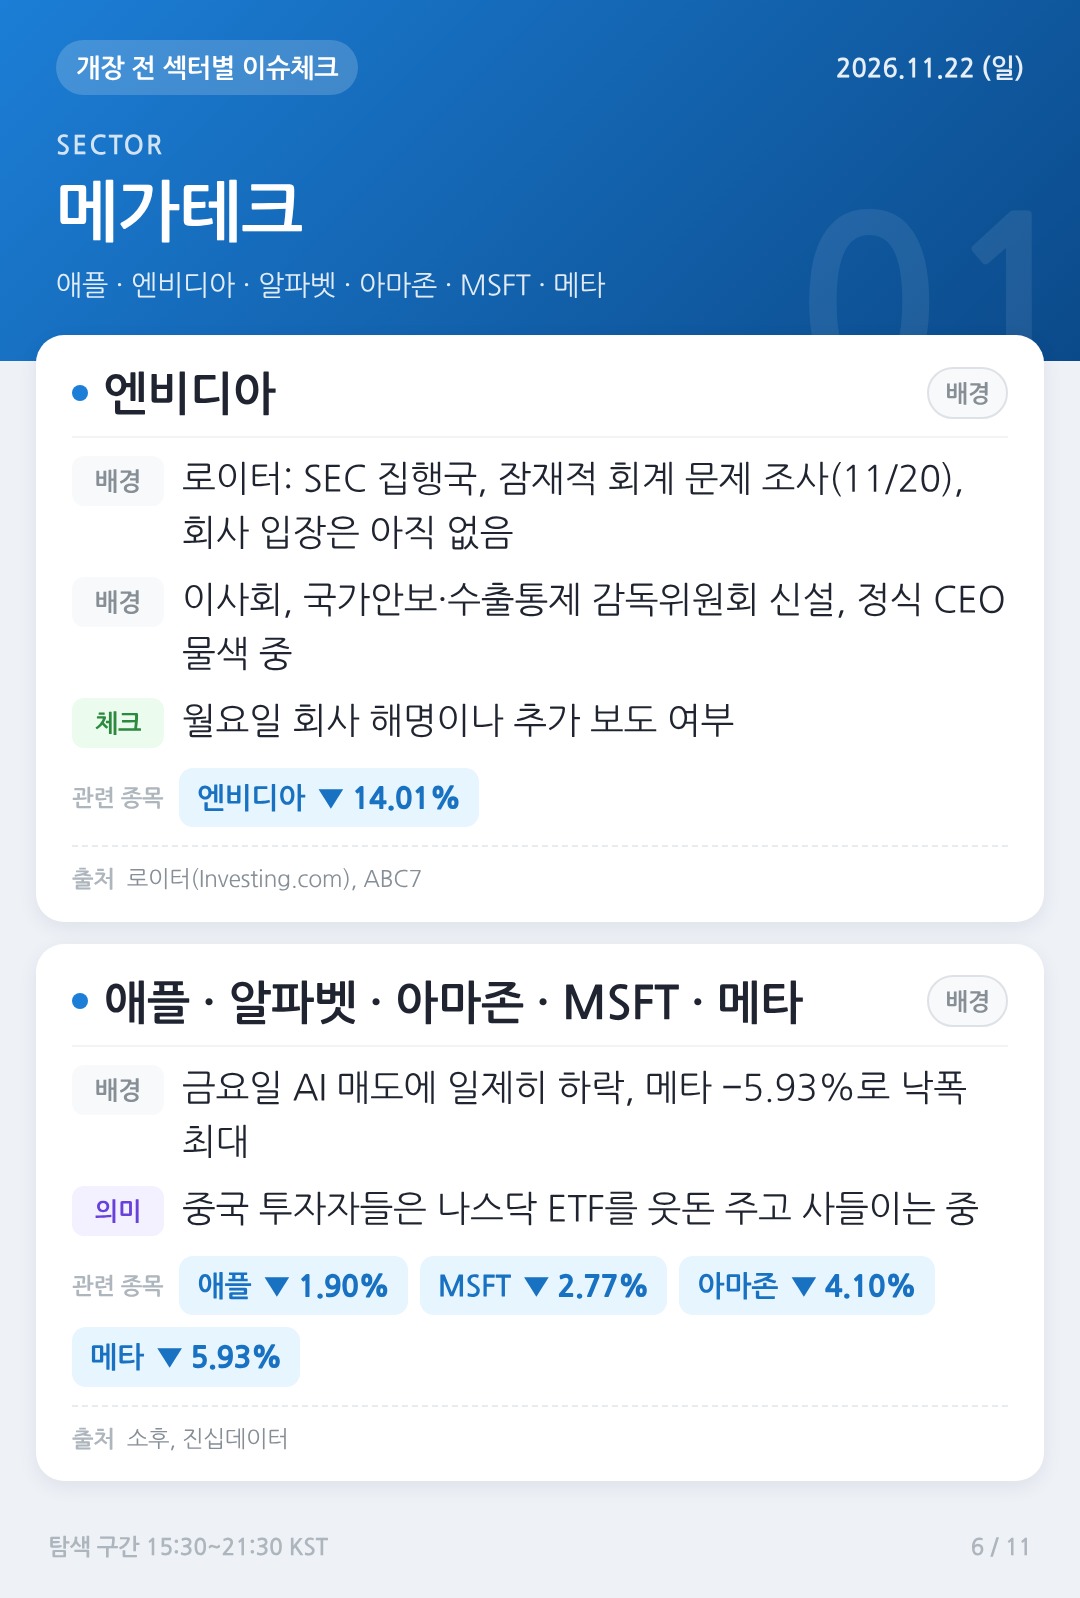 개장 전 섹터별 이슈체크
2026.11.22 (일)
SECTOR
메가테크
01
애플 · 엔비디아 · 알파벳 · 아마존 · MSFT · 메타
엔비디아
배경
배경 로이터: SEC 집행국, 잠재적 회계 문제 조사(11/20),
회사 입장은 아직 없음
배경 이사회, 국가안보·수출통제 감독위원회 신설, 정식 CEO
물색 중
체크 월요일 회사 해명이나 추가 보도 여부
관련 종목 엔비디아 ▼ 14.01%
출처 로이터(Investing.com), ABC7
애플 · 알파벳 · 아마존 · MSFT · 메타
배경
배경 금요일 AI 매도에 일제히 하락, 메타 −5.93%로 낙폭
최대
의미 중국 투자자들은 나스닥 ETF를 웃돈 주고 사들이는 중
관련 종목 애플 ▼ 1.90% MSFT ▼ 2.77% 아마존 ▼ 4.10%
메타 ▼ 5.93%
출처 소후, 진십데이터
탐색 구간 15:30~21:30 KST
6 / 11